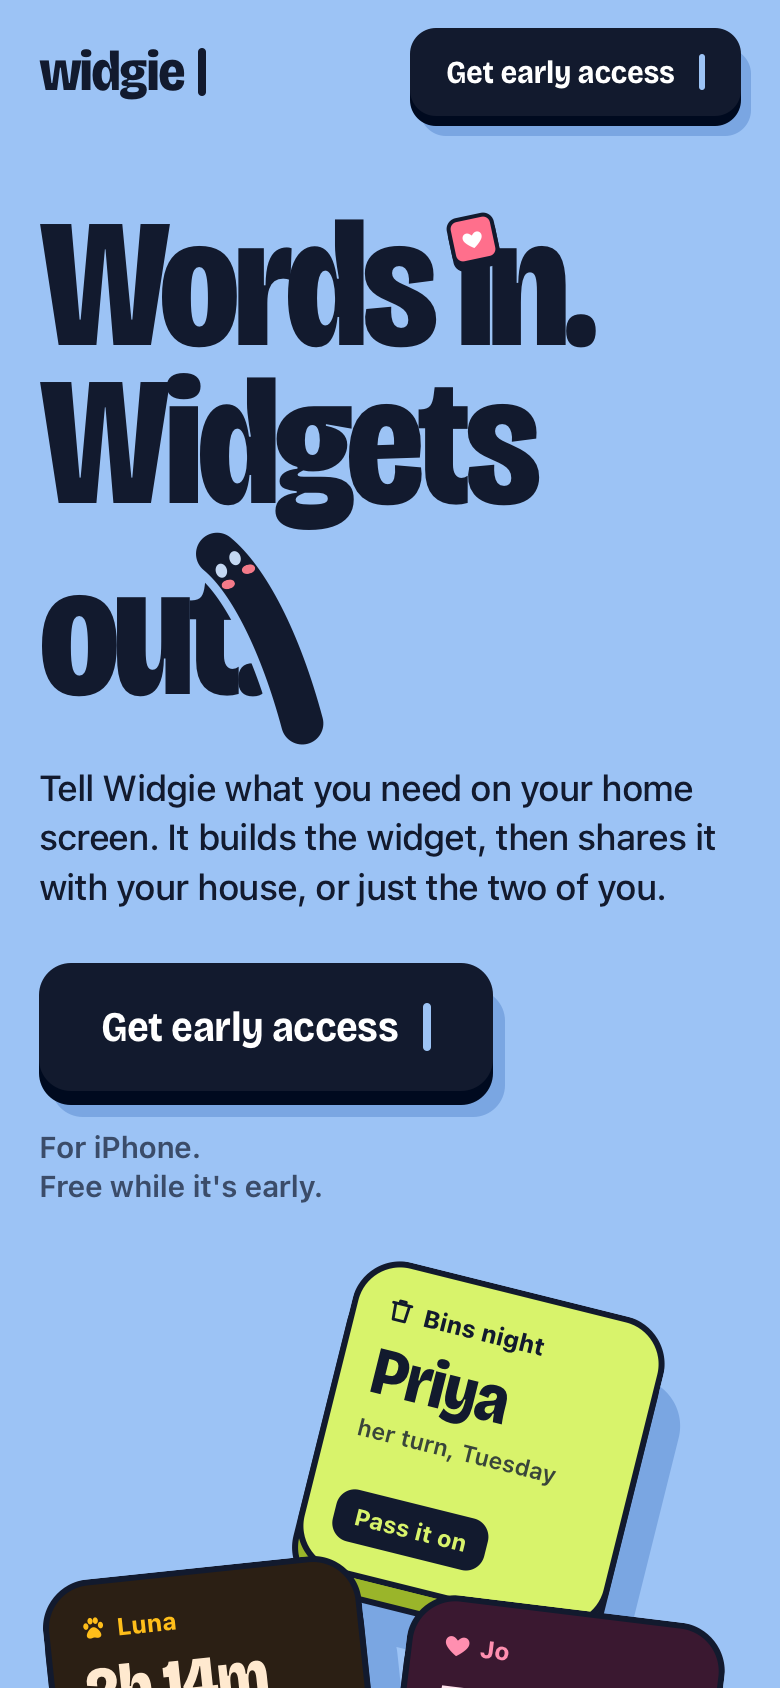 widgie
Get early access
Words in.
Widgets
out.
Tell Widgie what you need on your home
screen. It builds the widget, then shares it
with your house, or just the two of you.
Get early access
For iPhone.
Free while it's early.
Bins night
Priya
her turn, Tuesday
Pass it on
Luna
2h 14m
Jo